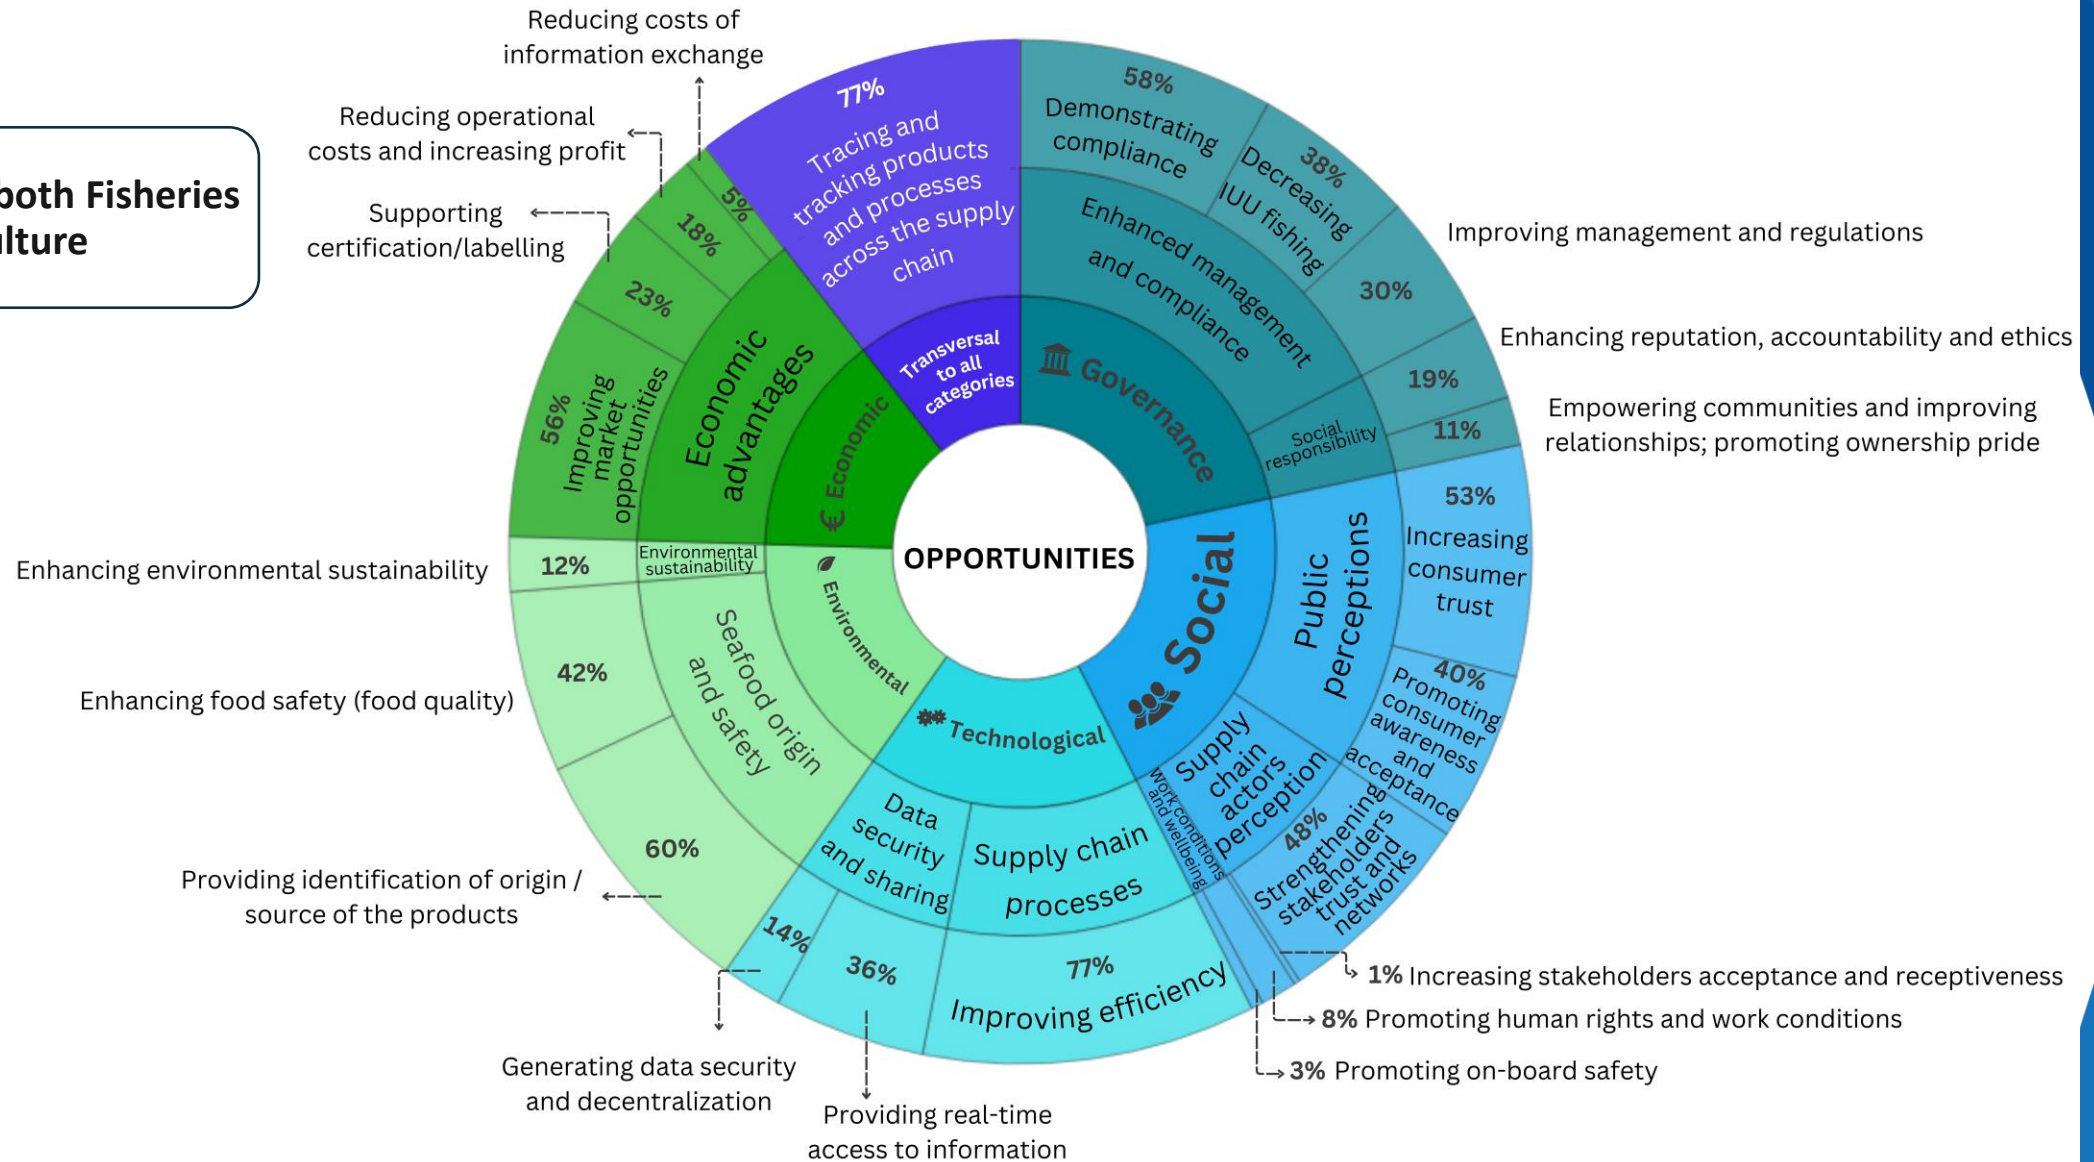 both Fisheries
Reducing costs of
information exchange
Reducing operational
costs and increasing profit
Supporting
certification/labelling
77%
Tracing and
tracking products
and processes
across the supply
chain
58%
Demonstrating
compliance
38%
Decreasing
IUU fishing
Improving management and regulations
30%
Enhancing reputation, accountability and ethics
19%
Empowering communities and improving
relationships; promoting ownership pride
11%
5%
18%
23%
56%
Improving
market
opportunities
Economic
advantages
€ Economic
Transversal
to all
categories
Enhanced management
and compliance
Governance
Social
responsibility
OPPORTUNITIES
Social
Public
perceptions
53%
Increasing
consumer
trust
40%
Promoting
consumer
awareness
and
acceptance
Supply
chain
actors
perception
48%
Strengthening
stakeholders
trust and
networks
Work conditions
and wellbeing
1% Increasing stakeholders acceptance and receptiveness
8% Promoting human rights and work conditions
3% Promoting on-board safety
Technological
Supply chain
processes
77%
Improving efficiency
Data
security
and sharing
36%
Providing real-time
access to information
14%
Generating data security
and decentralization
Environmental
Seafood origin
and safety
60%
Providing identification of origin /
source of the products
42%
Enhancing food safety (food quality)
Environmental
sustainability
12%
Enhancing environmental sustainability